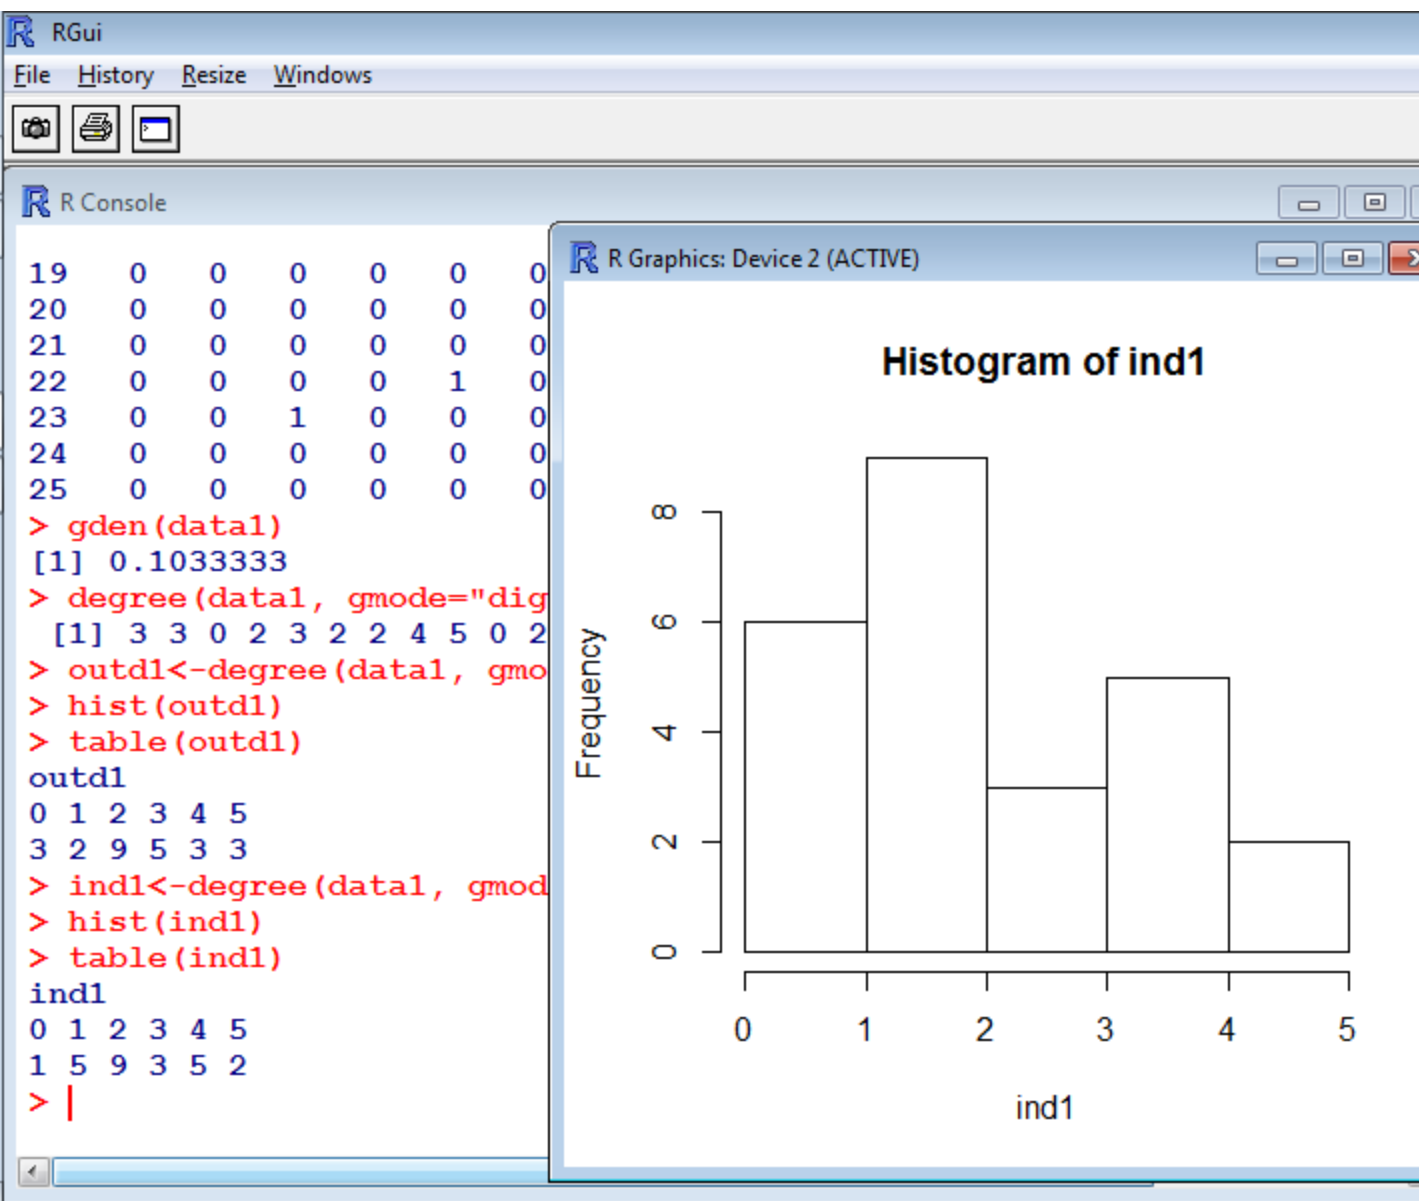 RGui
File History Resize Windows
R Console
19 0 0 0 0 0 0
20 0 0 0 0 0 0
21 0 0 0 0 0 0
22 0 0 0 0 1 0
23 0 0 1 0 0 0
24 0 0 0 0 0 0
25 0 0 0 0 0 0
> gden(data1)
[1] 0.1033333
> degree(data1, gmode="dig
[1] 3 3 0 2 3 2 2 4 5 0 2
> outd1<-degree(data1, gmo
> hist(outd1)
> table(outd1)
outd1
0 1 2 3 4 5
3 2 9 5 3 3
> ind1<-degree(data1, gmod
> hist(ind1)
> table(ind1)
ind1
0 1 2 3 4 5
1 5 9 3 5 2
>
R Graphics: Device 2 (ACTIVE)
Histogram of ind1
Frequency
8
6
4
2
0
0 1 2 3 4 5
ind1